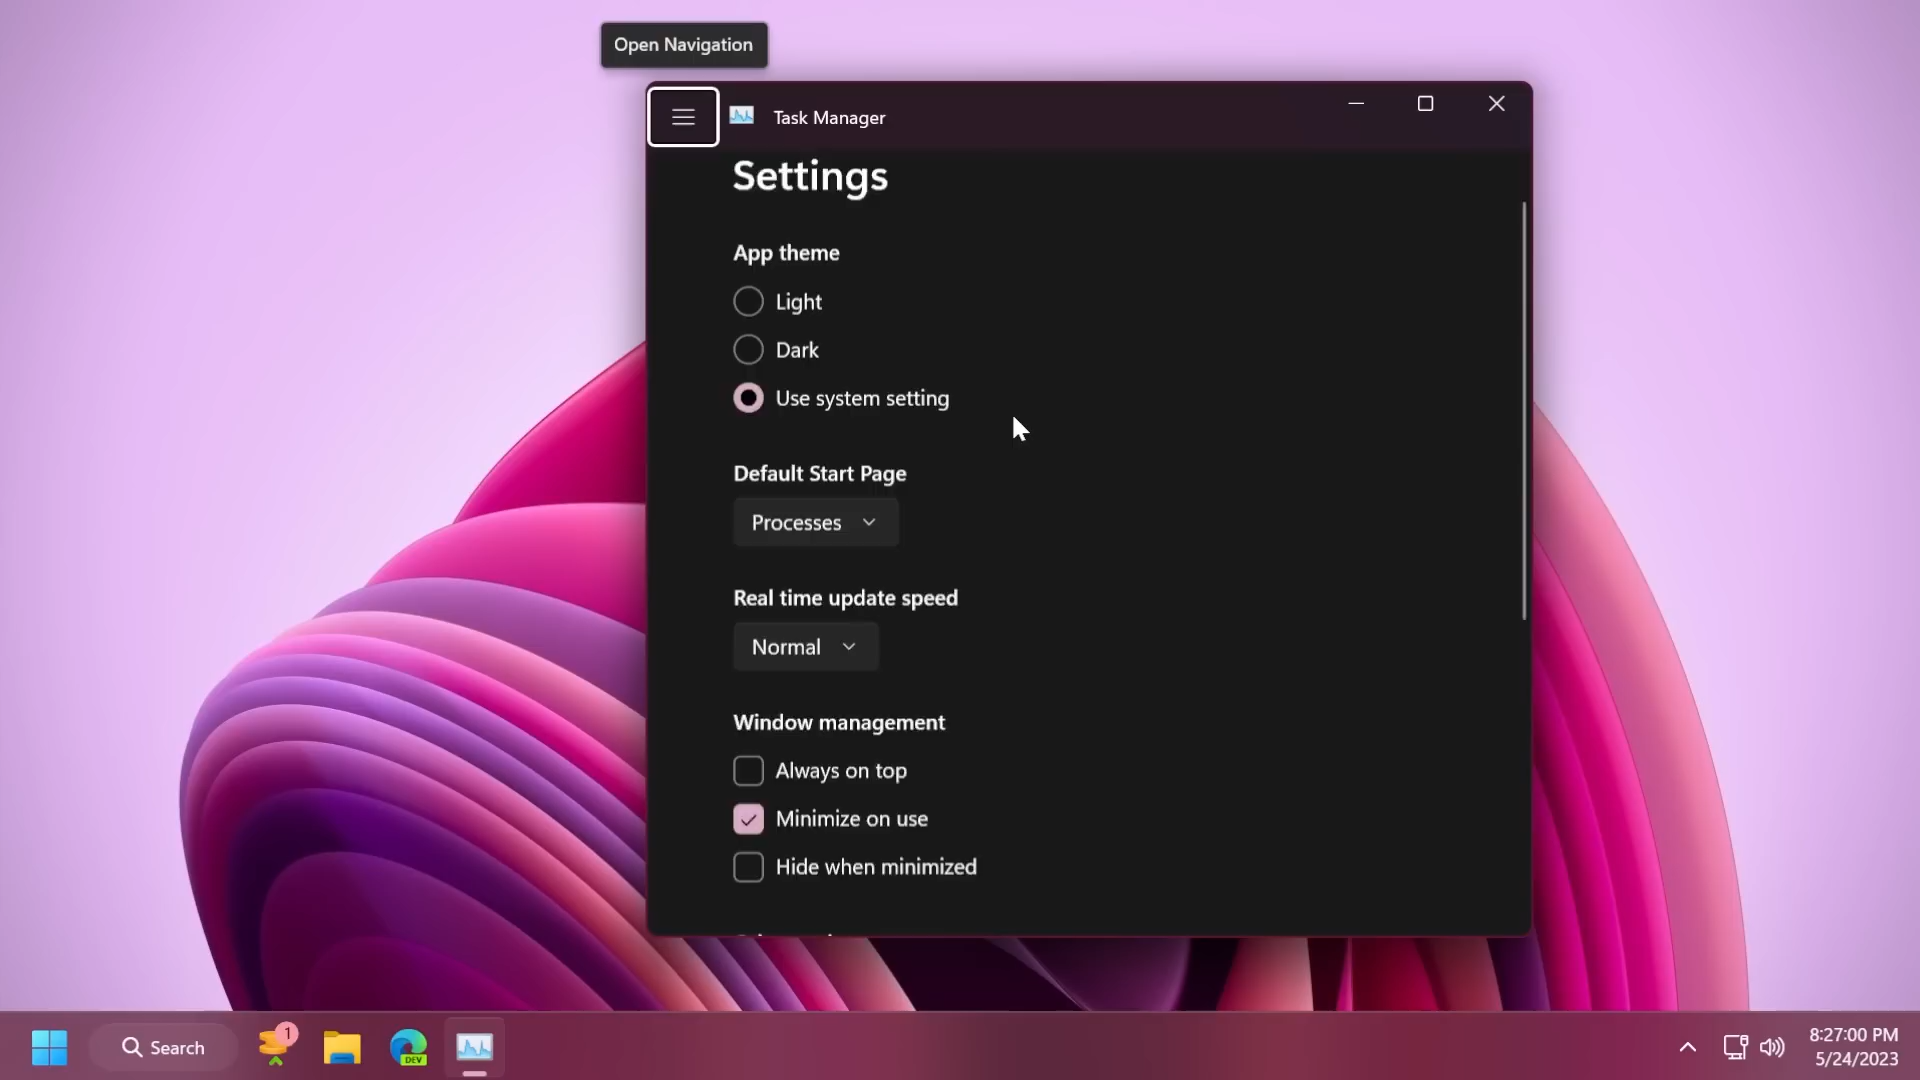 Open Navigation
Task Manager
Settings
App theme
Light
Dark
Use system setting
Default Start Page
Processes
Real time update speed
Normal
Window management
Always on top
Minimize on use
Hide when minimized
Search
1
DEV
8:27:00 PM
5/24/2023